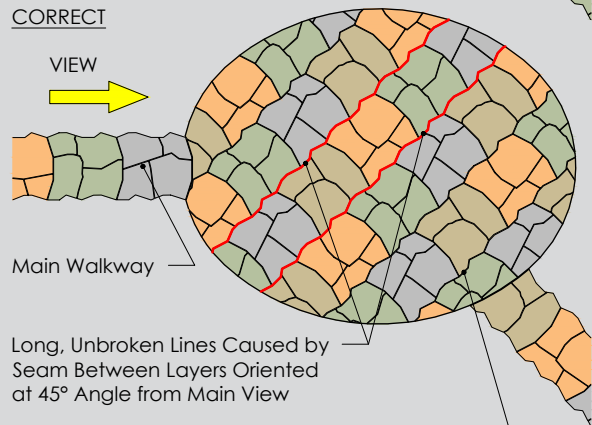 CORRECT
VIEW
Main Walkway
Long, Unbroken Lines Caused by
Seam Between Layers Oriented
at 45° Angle from Main View